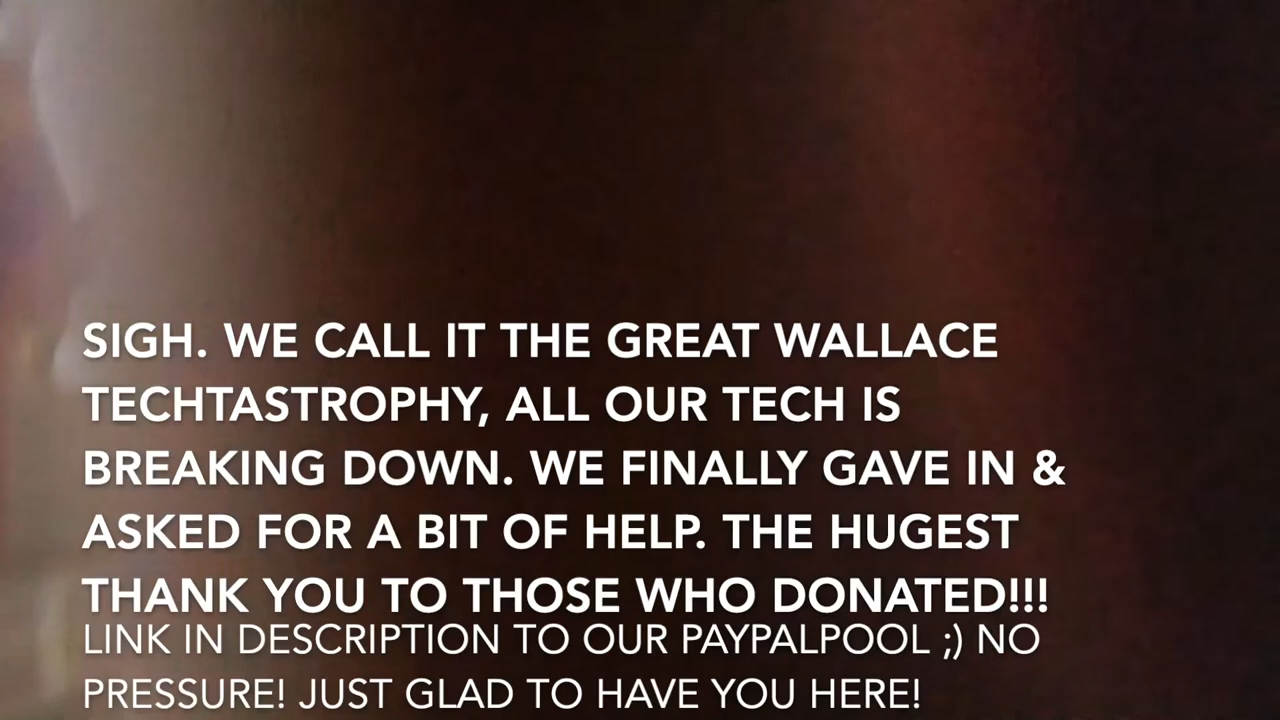 SIGH. WE CALL IT THE GREAT WALLACE
TECHTASTROPHY, ALL OUR TECH IS
BREAKING DOWN. WE FINALLY GAVE IN &
ASKED FOR A BIT OF HELP. THE HUGEST
THANK YOU TO THOSE WHO DONATED!!!
LINK IN DESCRIPTION TO OUR PAYPALPOOL ;) NO
PRESSURE! JUST GLAD TO HAVE YOU HERE!